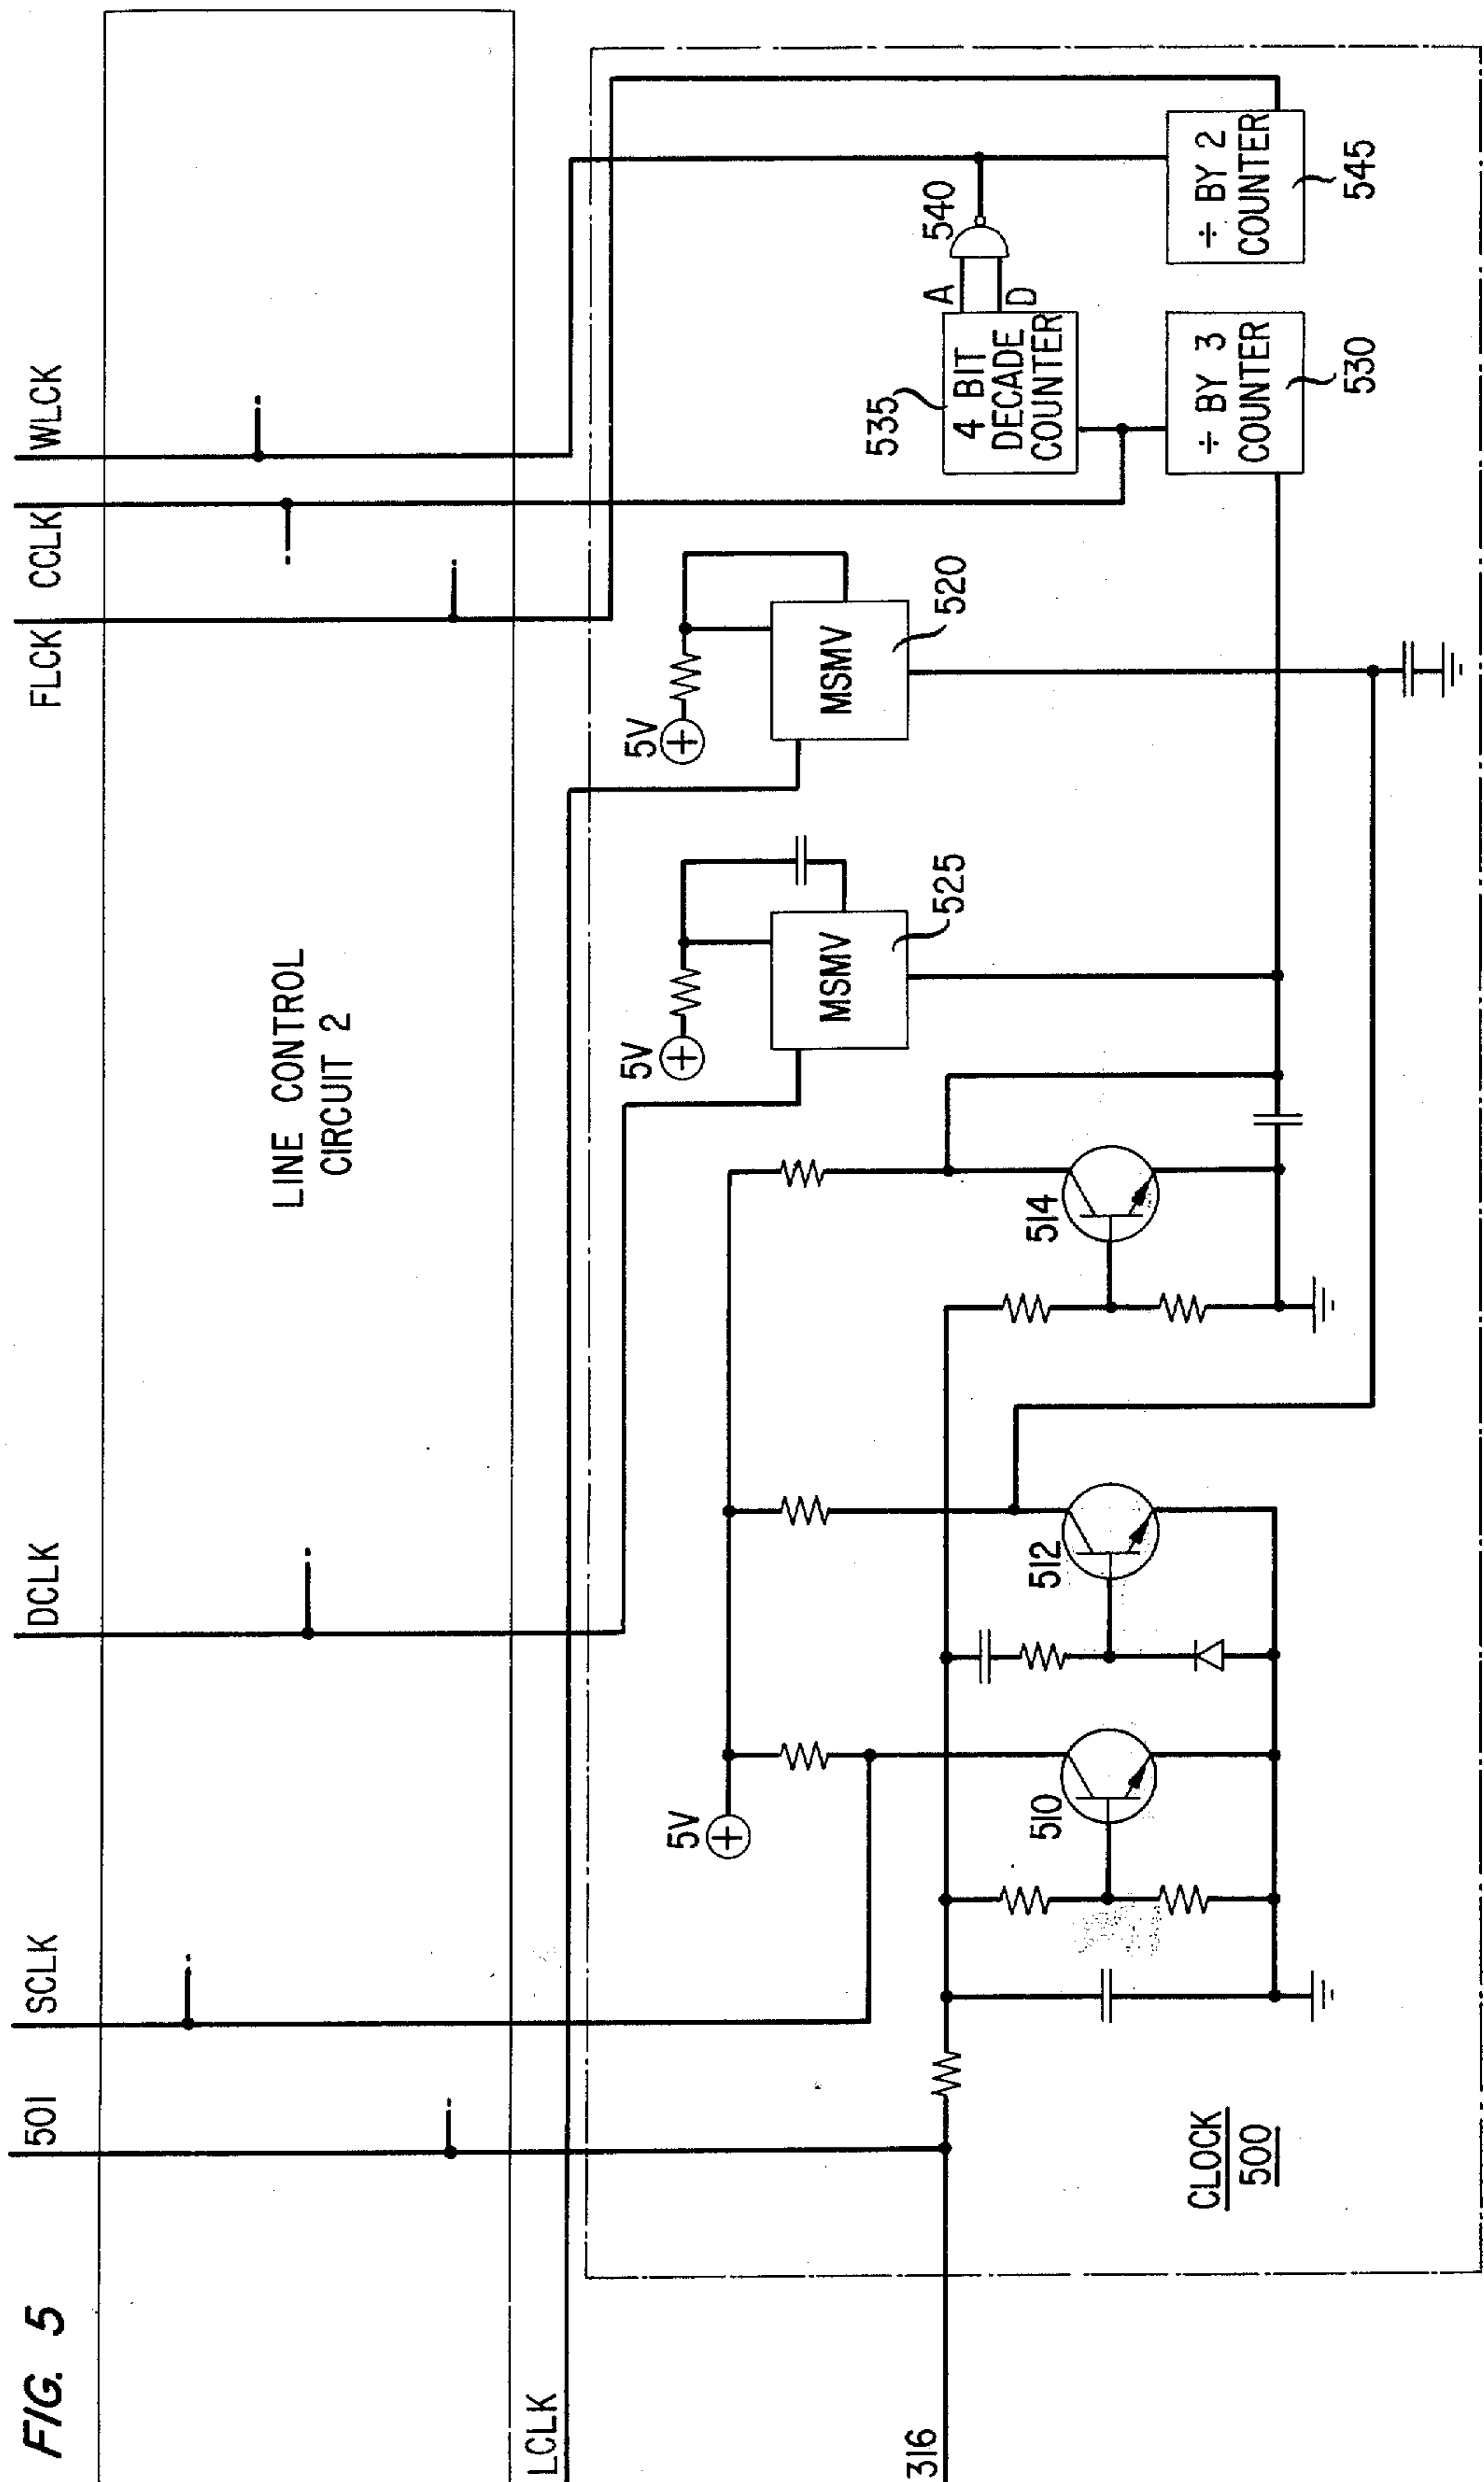 FIG. 5
501
SCLK
DCLK
FLCK
CCLK
WLCK
LINE CONTROL
CIRCUIT 2
LCLK
5V
MSMV
525
5V
MSMV
520
5V
316
510
512
514
535
4 BIT
DECADE
COUNTER
A
D
540
÷ BY 3
COUNTER
530
÷ BY 2
COUNTER
545
CLOCK
500